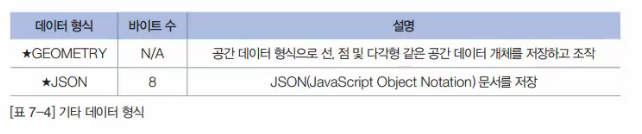 데이터 형식 바이트 수 설명
★GEOMETRY N/A 공간 데이터 형식으로 선, 점 및 다각형 같은 공간 데이터 개체를 저장하고 조작
★JSON 8 JSON(JavaScript Object Notation) 문서를 저장
[표 7-4] 기타 데이터 형식